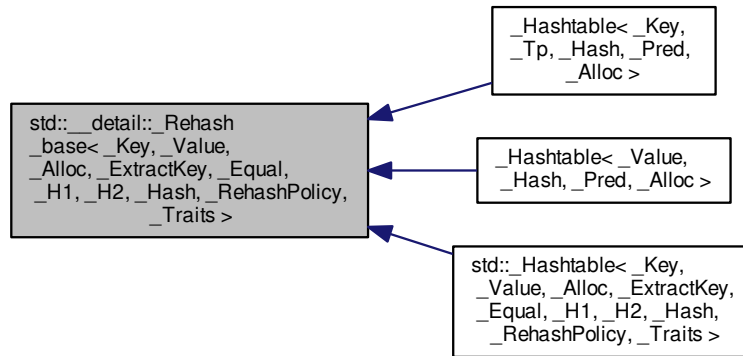 std::__detail::_Rehash
_base< _Key, _Value,
_Alloc, _ExtractKey, _Equal,
_H1, _H2, _Hash, _RehashPolicy,
_Traits >
_Hashtable< _Key,
_Tp, _Hash, _Pred,
_Alloc >
_Hashtable< _Value,
_Hash, _Pred, _Alloc >
std::_Hashtable< _Key,
_Value, _Alloc, _ExtractKey,
_Equal, _H1, _H2, _Hash,
_RehashPolicy, _Traits >